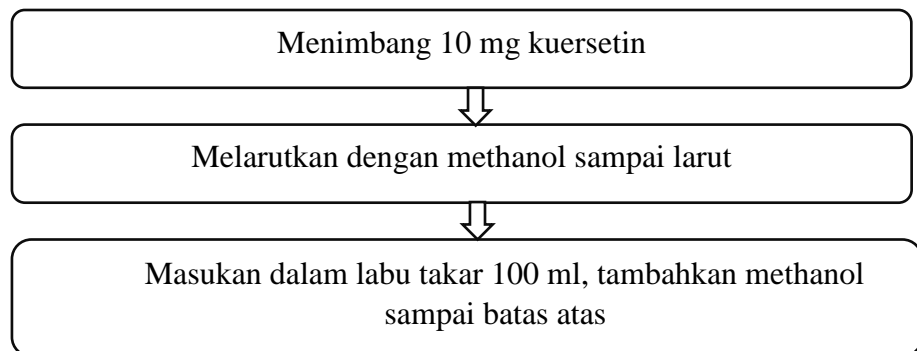 Menimbang 10 mg kuersetin
Melarutkan dengan methanol sampai larut
Masukan dalam labu takar 100 ml, tambahkan methanol
sampai batas atas